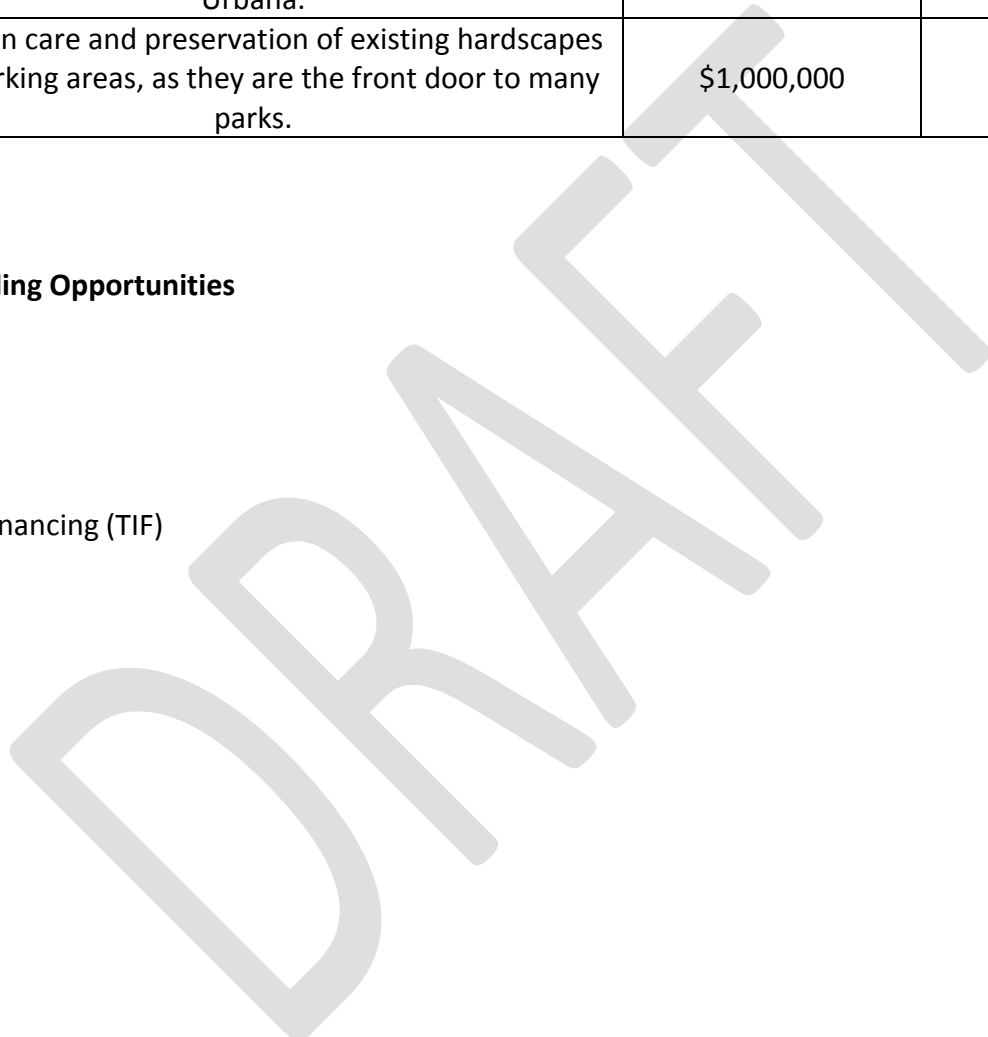 Urbana.
n care and preservation of existing hardscapes
rking areas, as they are the front door to many
parks.
$1,000,000
ling Opportunities
nancing (TIF)
DRAFT